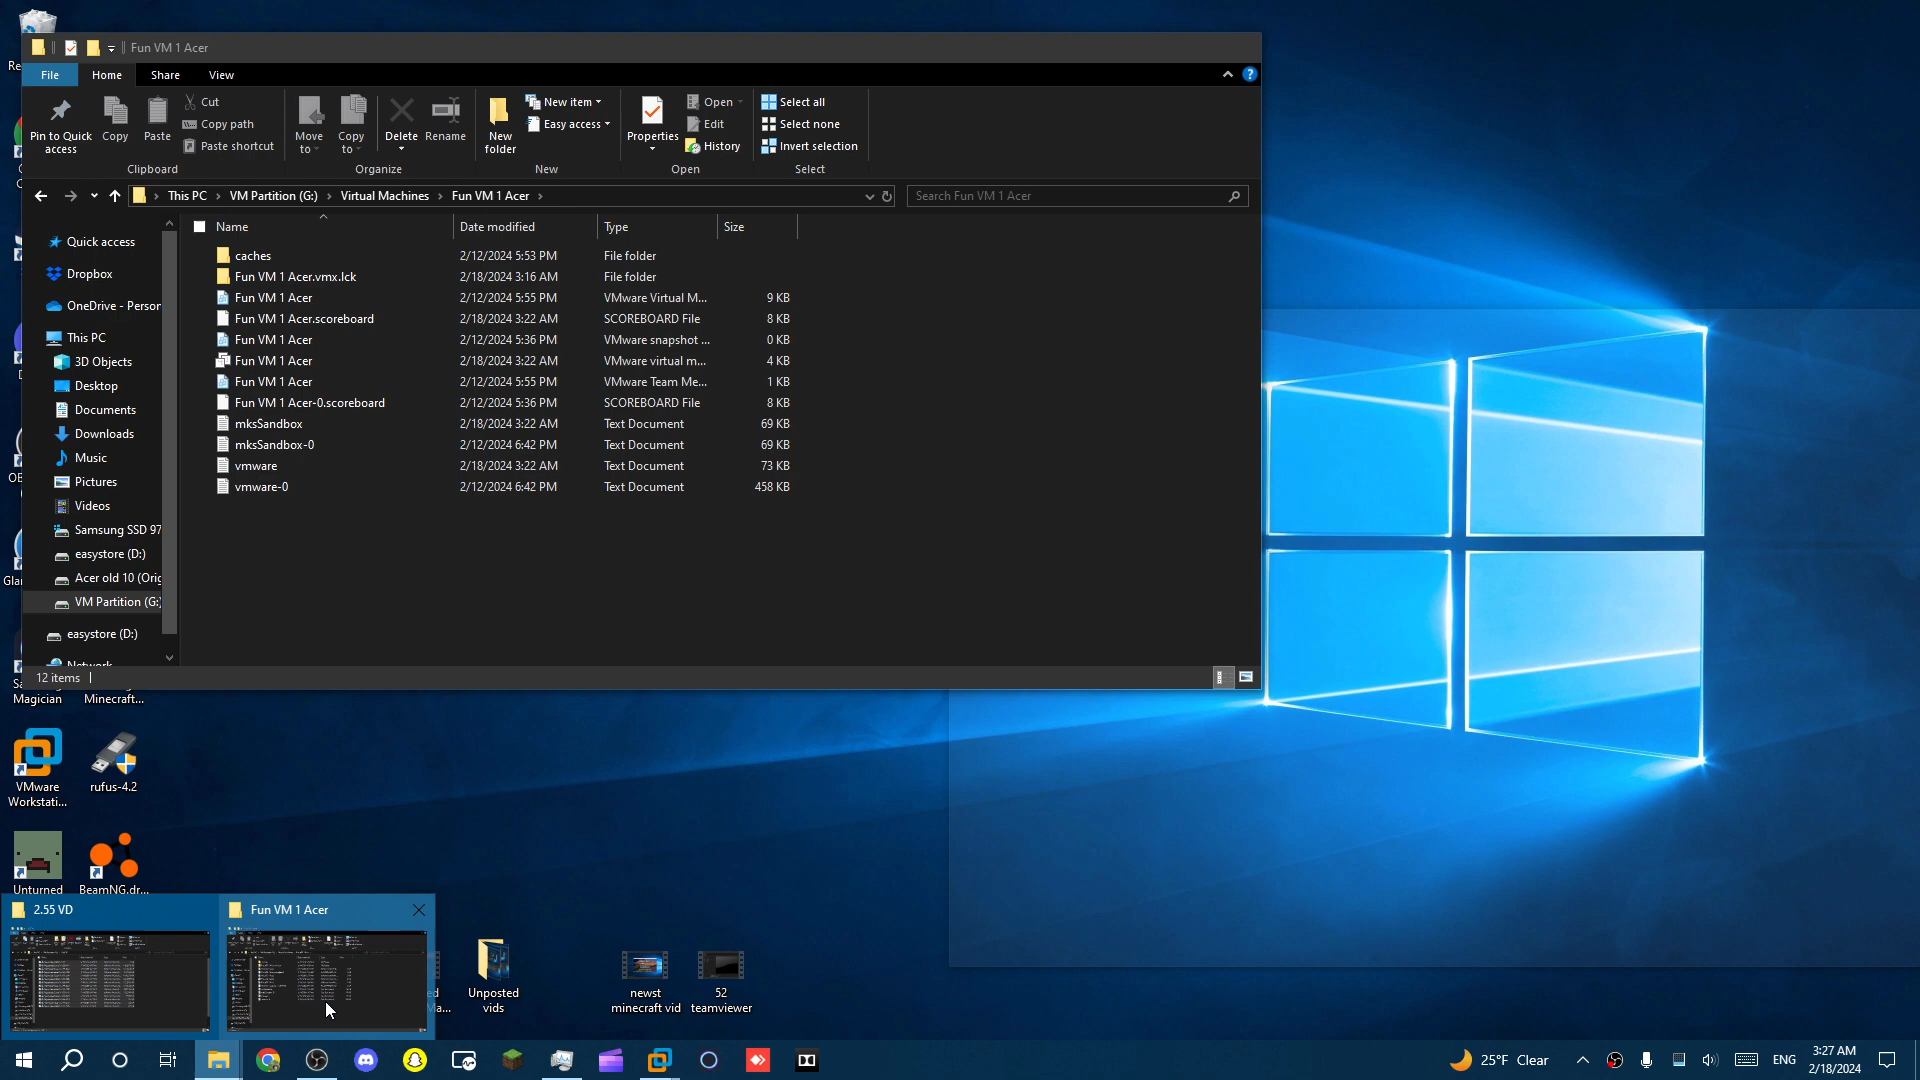 Fun VM 1 Acer
File
Home
Share
View
Pin to Quick access
Copy
Paste
Cut
Copy path
Paste shortcut
Move to
Copy to
Delete
Rename
New folder
New item
Easy access
Properties
Open
Edit
History
Select all
Select none
Invert selection
Clipboard
Organize
New
Open
Select
This PC
VM Partition (G:)
Virtual Machines
Fun VM 1 Acer
Search Fun VM 1 Acer
Name
Date modified
Type
Size
Quick access
Dropbox
OneDrive - Person
This PC
3D Objects
Desktop
Documents
Downloads
Music
Pictures
Videos
Samsung SSD 97
easystore (D:)
Acer old 10 (Orig
VM Partition (G:)
easystore (D:)
Network
caches 2/12/2024 5:53 PM File folder
Fun VM 1 Acer.vmx.lck 2/18/2024 3:16 AM File folder
Fun VM 1 Acer 2/12/2024 5:55 PM VMware Virtual M... 9 KB
Fun VM 1 Acer.scoreboard 2/18/2024 3:22 AM SCOREBOARD File 8 KB
Fun VM 1 Acer 2/12/2024 5:36 PM VMware snapshot ... 0 KB
Fun VM 1 Acer 2/18/2024 3:22 AM VMware virtual m... 4 KB
Fun VM 1 Acer 2/12/2024 5:55 PM VMware Team Me... 1 KB
Fun VM 1 Acer-0.scoreboard 2/12/2024 5:36 PM SCOREBOARD File 8 KB
mksSandbox 2/18/2024 3:22 AM Text Document 69 KB
mksSandbox-0 2/12/2024 6:42 PM Text Document 69 KB
vmware 2/18/2024 3:22 AM Text Document 73 KB
vmware-0 2/12/2024 6:42 PM Text Document 458 KB
12 items
Magician
Minecraft...
VMware
Workstati...
rufus-4.2
Unturned
BeamNG.dr...
2.55 VD
Fun VM 1 Acer
Unposted
vids
newst
minecraft vid
52
teamviewer
25°F Clear
ENG
3:27 AM
2/18/2024